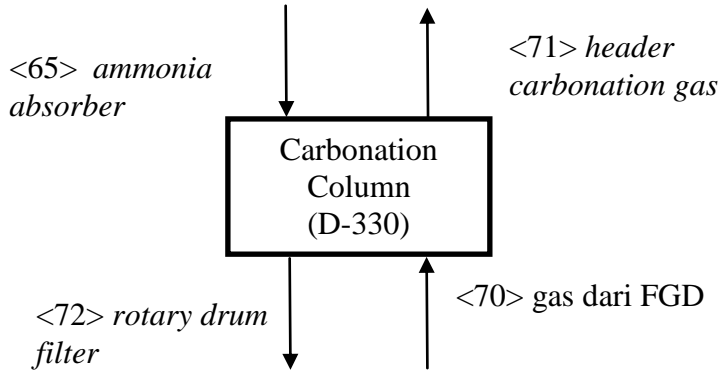 <65> ammonia
absorber
<71> header
carbonation gas
Carbonation
Column
(D-330)
<72> rotary drum
filter
<70> gas dari FGD